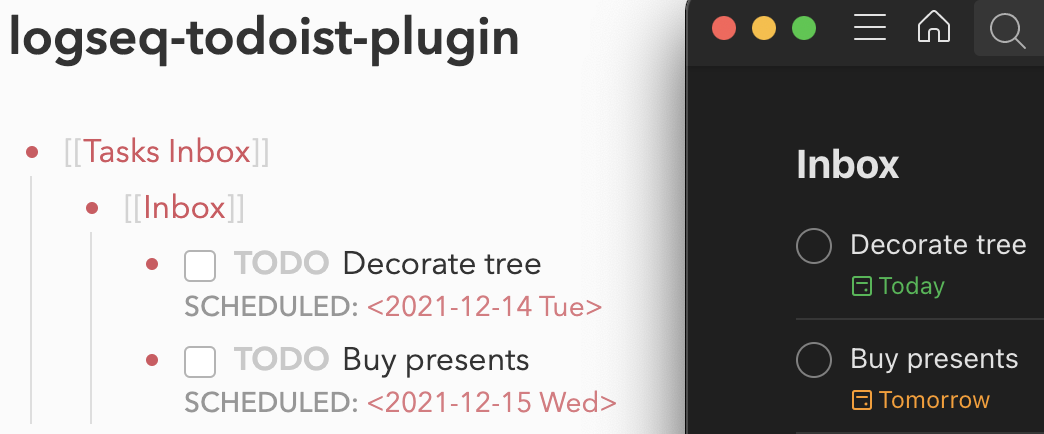 logseq-todoist-plugin
[[Tasks Inbox]]
[[Inbox]]
TODO Decorate tree
SCHEDULED: <2021-12-14 Tue>
TODO Buy presents
SCHEDULED: <2021-12-15 Wed>
Inbox
Decorate tree
Today
Buy presents
Tomorrow